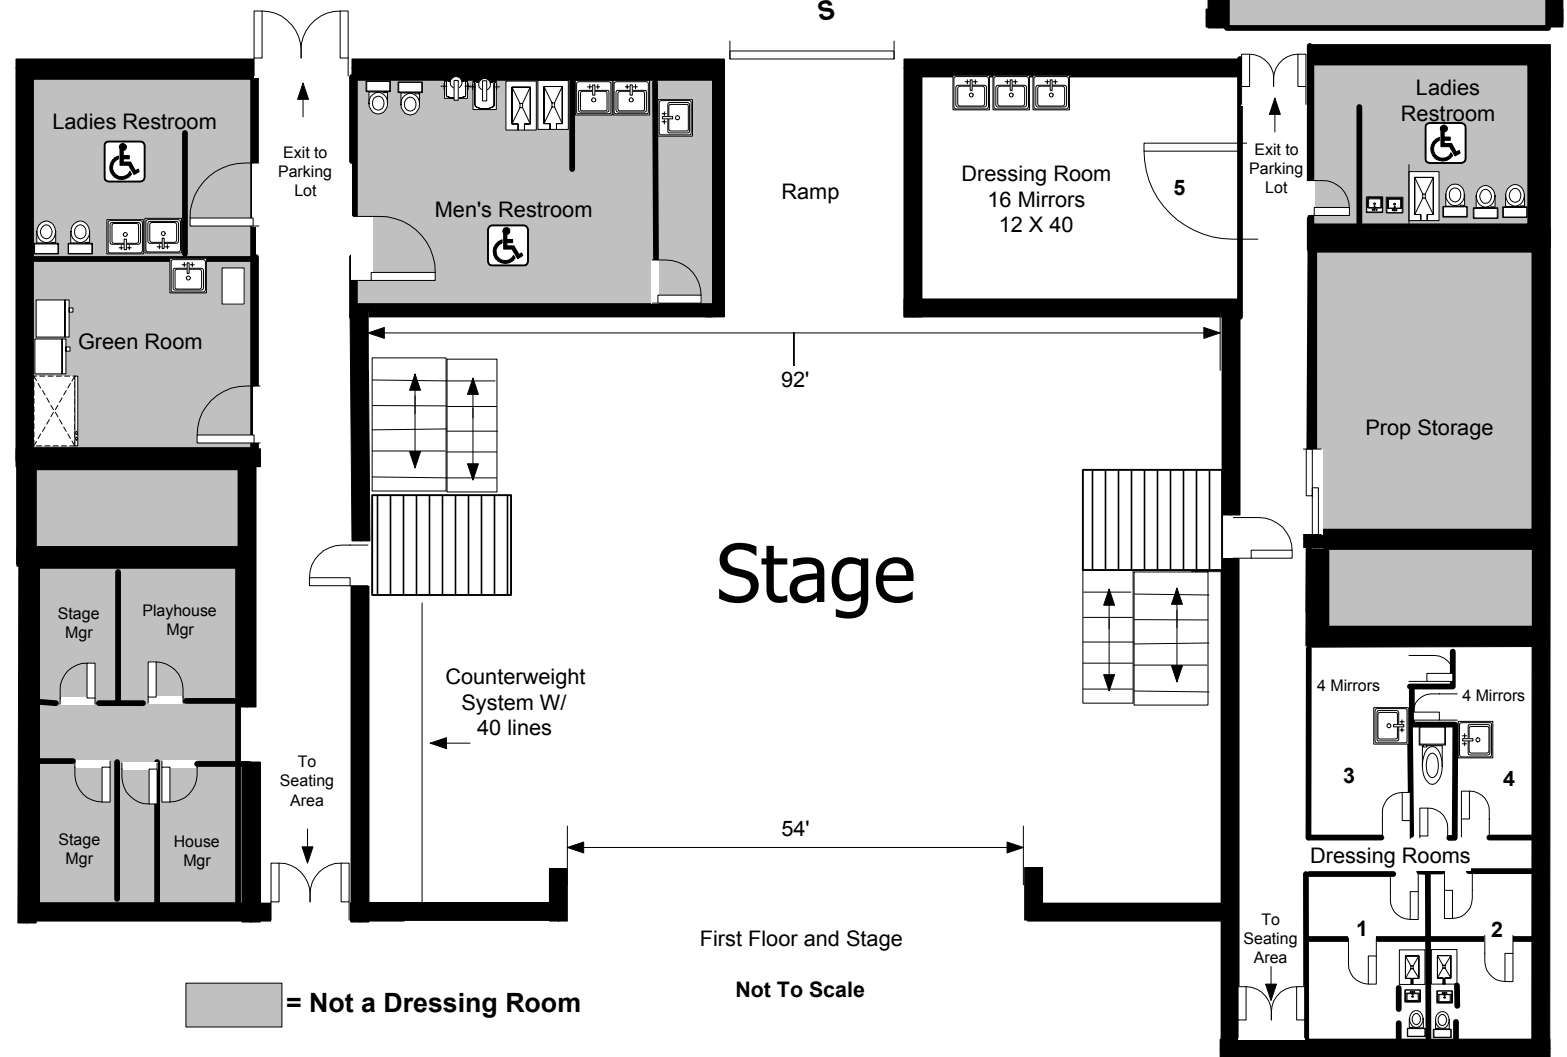 S
Ladies Restroom
Exit to
Parking
Lot
Men's Restroom
Ramp
Dressing Room
16 Mirrors
12 X 40
5
Exit to
Parking
Lot
Ladies
Restroom
Green Room
92'
Prop Storage
Stage
Stage
Mgr
Playhouse
Mgr
Counterweight
System W/
40 lines
4 Mirrors
4 Mirrors
3
4
To
Seating
Area
Stage
Mgr
House
Mgr
54'
Dressing Rooms
1
2
To
Seating
Area
First Floor and Stage
Not To Scale
= Not a Dressing Room